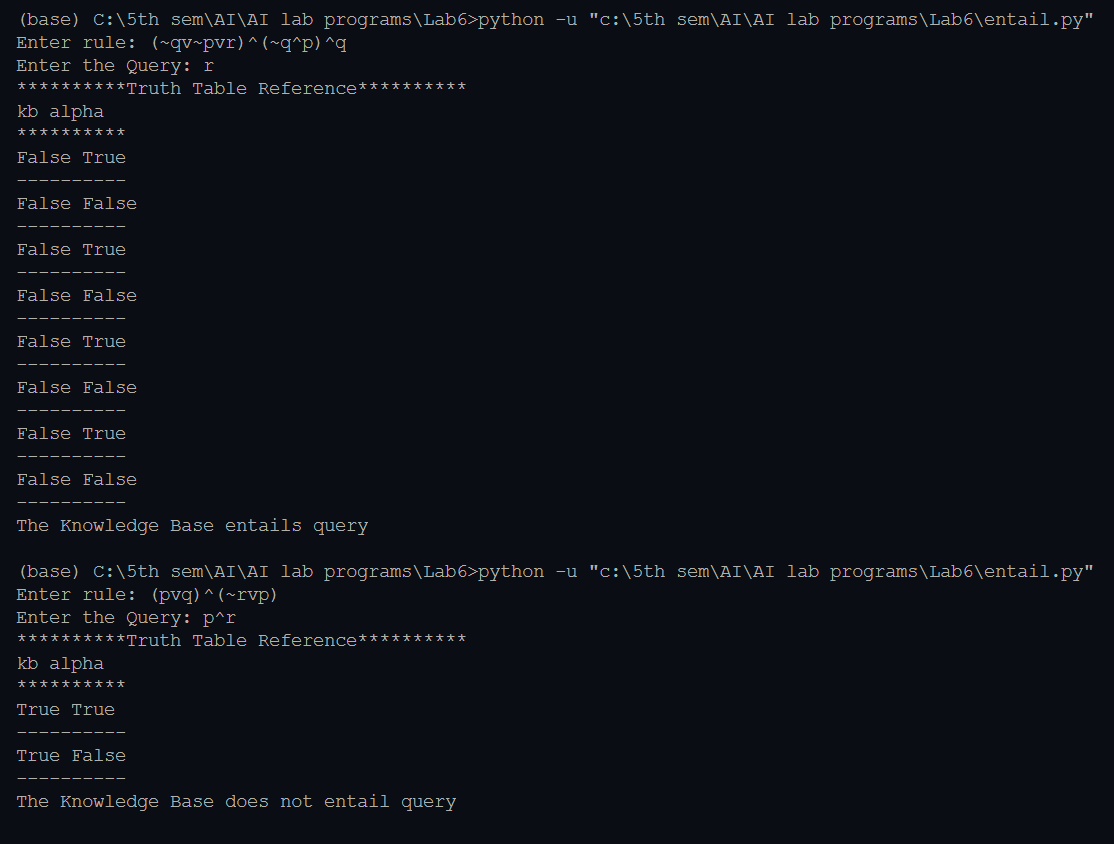 (base) C:\5th sem\AI\AI lab programs\Lab6>python -u "c:\5th sem\AI\AI lab programs\Lab6\entail.py"
Enter rule: (~qv~pvr)^(~q^p)^q
Enter the Query: r
**********Truth Table Reference**********
kb alpha
**********
False True
----------
False False
----------
False True
----------
False False
----------
False True
----------
False False
----------
False True
----------
False False
----------
The Knowledge Base entails query
(base) C:\5th sem\AI\AI lab programs\Lab6>python -u "c:\5th sem\AI\AI lab programs\Lab6\entail.py"
Enter rule: (pvq)^(~rvp)
Enter the Query: p^r
**********Truth Table Reference**********
kb alpha
**********
True True
----------
True False
----------
The Knowledge Base does not entail query